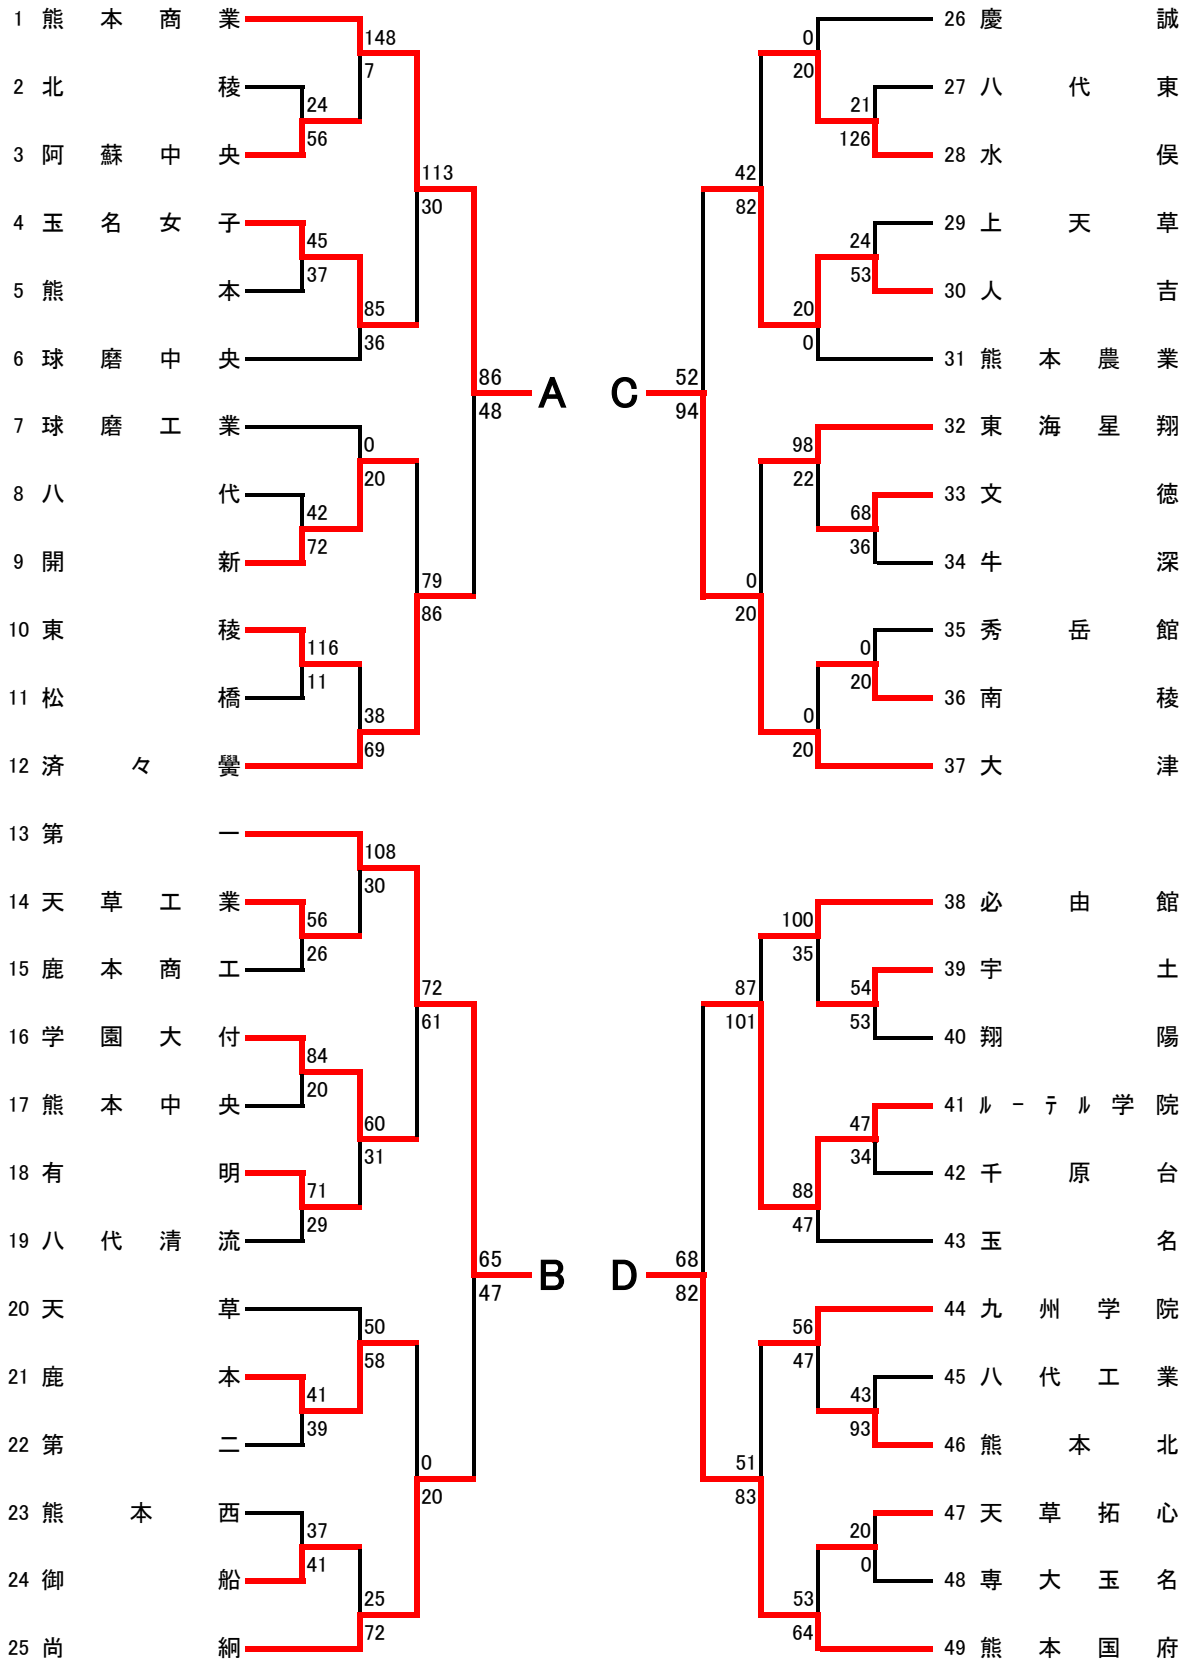 1 熊本商業
148
7
2 北稜
24
56
3 阿蘇中央
113
30
4 玉名女子
45
37
5 熊本
85
36
6 球磨中央
86
48
A
7 球磨工業
0
20
8 八代
42
72
9 開新
79
86
10 東稜
116
11
11 松橋
38
69
12 済々黌
13 第一
108
30
14 天草工業
56
26
15 鹿本商工
72
61
16 学園大付
84
20
17 熊本中央
60
31
18 有明
71
29
19 八代清流
65
47
B
20 天草
50
58
21 鹿本
41
39
22 第二
0
20
23 熊本西
37
41
24 御船
25
72
25 尚絅
26 慶誠
0
20
27 八代東
21
126
28 水俣
42
82
29 上天草
24
53
30 人吉
20
0
31 熊本農業
C
52
94
32 東海星翔
98
22
33 文徳
68
36
34 牛深
0
20
35 秀岳館
0
20
36 南稜
0
20
37 大津
38 必由館
100
35
39 宇土
54
53
40 翔陽
87
101
41 ルーテル学院
47
34
42 千原台
88
47
43 玉名
D
68
82
44 九州学院
56
47
45 八代工業
43
93
46 熊本北
51
83
47 天草拓心
20
0
48 専大玉名
53
64
49 熊本国府